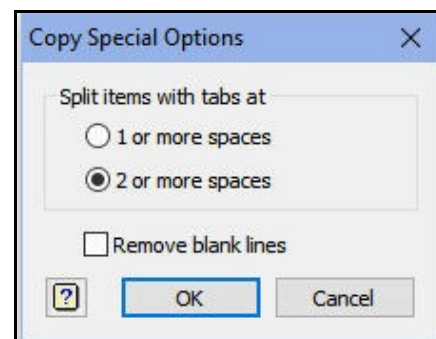 Copy Special Options
Split items with tabs at
1 or more spaces
2 or more spaces
Remove blank lines
? OK Cancel